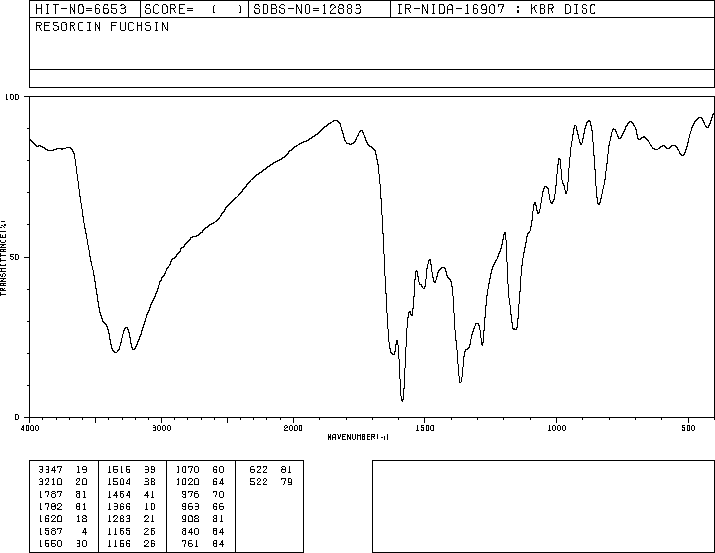 HIT-NO=6653 SCORE= ( ) SDBS-NO=12883 IR-NIDA-16907 : KBR DISC
RESORCIN FUCHSIN
100
50
0
TRANSMITTANCE(%)
4000 3000 2000 1500 1000 500
WAVENUMBER(-1)
3347 19 1516 39 1070 60 622 81
3210 20 1504 38 1020 64 522 79
1787 81 1464 41 976 70
1782 81 1366 10 963 66
1620 18 1283 21 908 81
1587 4 1165 26 840 64
1560 30 1156 26 761 84